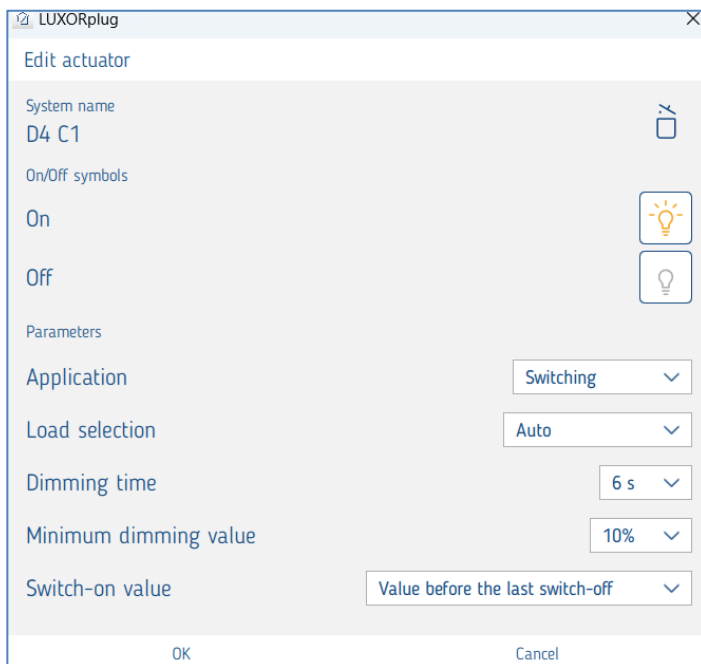 LUXORplug
Edit actuator
System name
D4 C1
On/Off symbols
On
Off
Parameters
Application Switching
Load selection Auto
Dimming time 6 s
Minimum dimming value 10%
Switch-on value Value before the last switch-off
OK Cancel